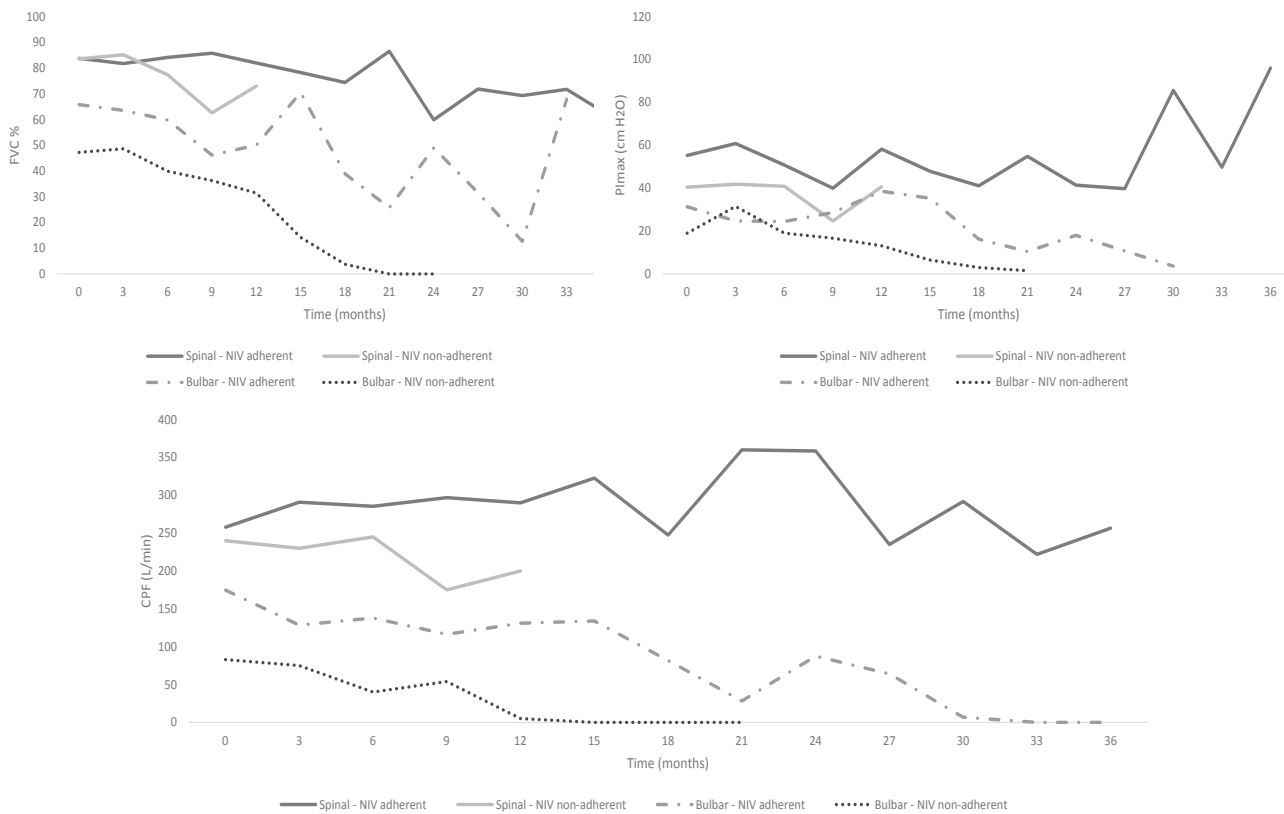 FVC %
100
90
80
70
60
50
40
30
20
10
0
0 3 6 9 12 15 18 21 24 27 30 33
Time (months)
Spinal - NIV adherent Spinal - NIV non-adherent
Bulbar - NIV adherent Bulbar - NIV non-adherent
PImax (cm H2O)
120
100
80
60
40
20
0
0 3 6 9 12 15 18 21 24 27 30 33 36
Time (months)
Spinal - NIV adherent Spinal - NIV non-adherent
Bulbar - NIV adherent Bulbar - NIV non-adherent
CPF (L/min)
400
350
300
250
200
150
100
50
0
0 3 6 9 12 15 18 21 24 27 30 33 36
Time (months)
Spinal - NIV adherent Spinal - NIV non-adherent Bulbar - NIV adherent Bulbar - NIV non-adherent